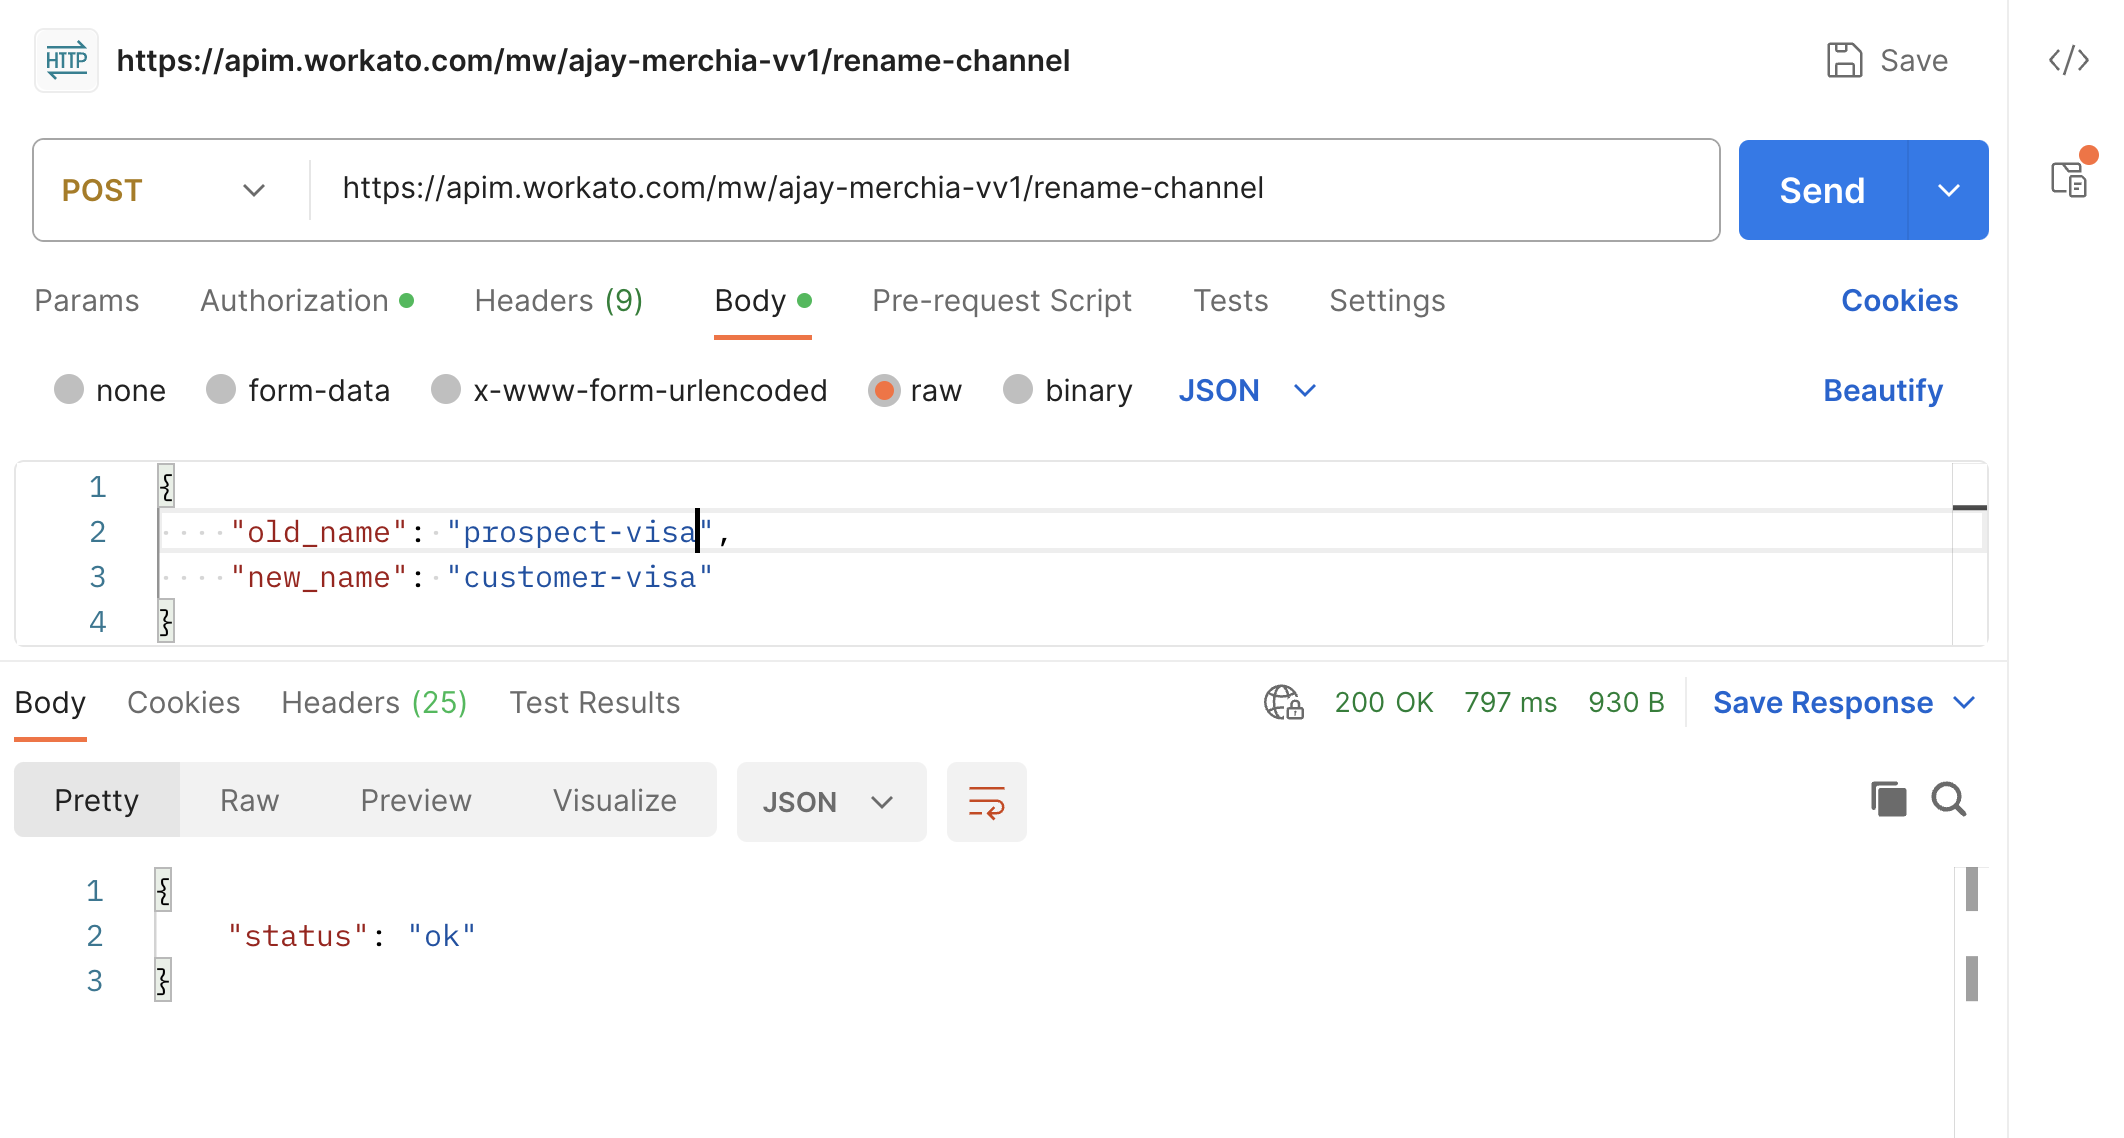 HTTP https://apim.workato.com/mw/ajay-merchia-vv1/rename-channel Save
POST https://apim.workato.com/mw/ajay-merchia-vv1/rename-channel Send
Params Authorization Headers (9) Body Pre-request Script Tests Settings Cookies
none form-data x-www-form-urlencoded raw binary JSON Beautify
1 {
2 "old_name": "prospect-visa",
3 "new_name": "customer-visa"
4 }
Body Cookies Headers (25) Test Results 200 OK 797 ms 930 B Save Response
Pretty Raw Preview Visualize JSON
1 {
2 "status": "ok"
3 }